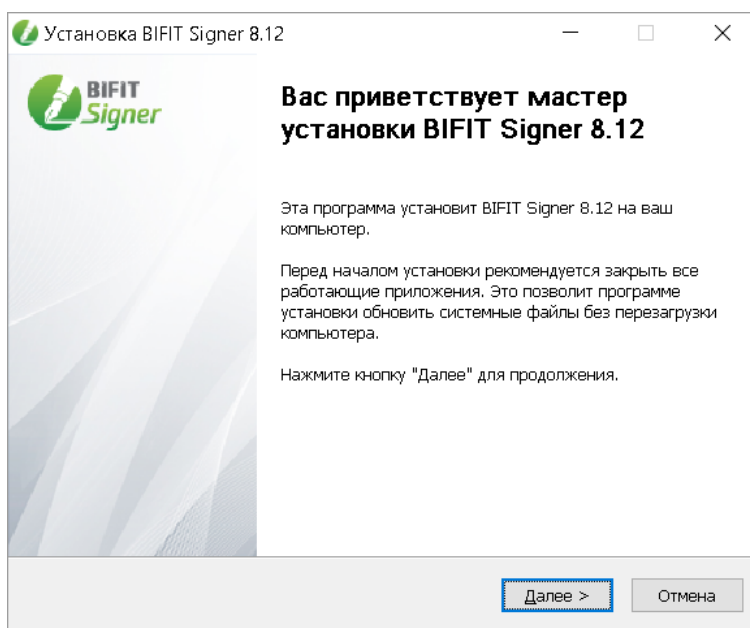 Установка BIFIT Signer 8.12
BIFIT
Signer
Вас приветствует мастер
установки BIFIT Signer 8.12
Эта программа установит BIFIT Signer 8.12 на ваш
компьютер.
Перед началом установки рекомендуется закрыть все
работающие приложения. Это позволит программе
установки обновить системные файлы без перезагрузки
компьютера.
Нажмите кнопку "Далее" для продолжения.
Далее >
Отмена